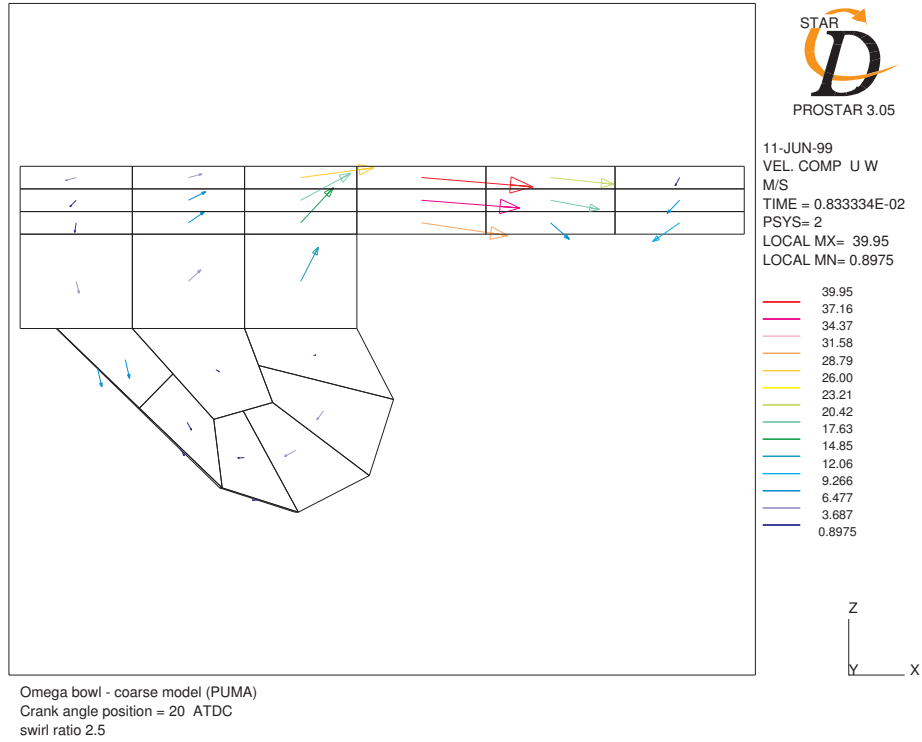 STAR
D
PROSTAR 3.05
11-JUN-99
VEL. COMP U W
M/S
TIME = 0.833334E-02
PSYS= 2
LOCAL MX= 39.95
LOCAL MN= 0.8975
39.95
37.16
34.37
31.58
28.79
26.00
23.21
20.42
17.63
14.85
12.06
9.266
6.477
3.687
0.8975
Z
Y
X
Omega bowl - coarse model (PUMA)
Crank angle position = 20 ATDC
swirl ratio 2.5